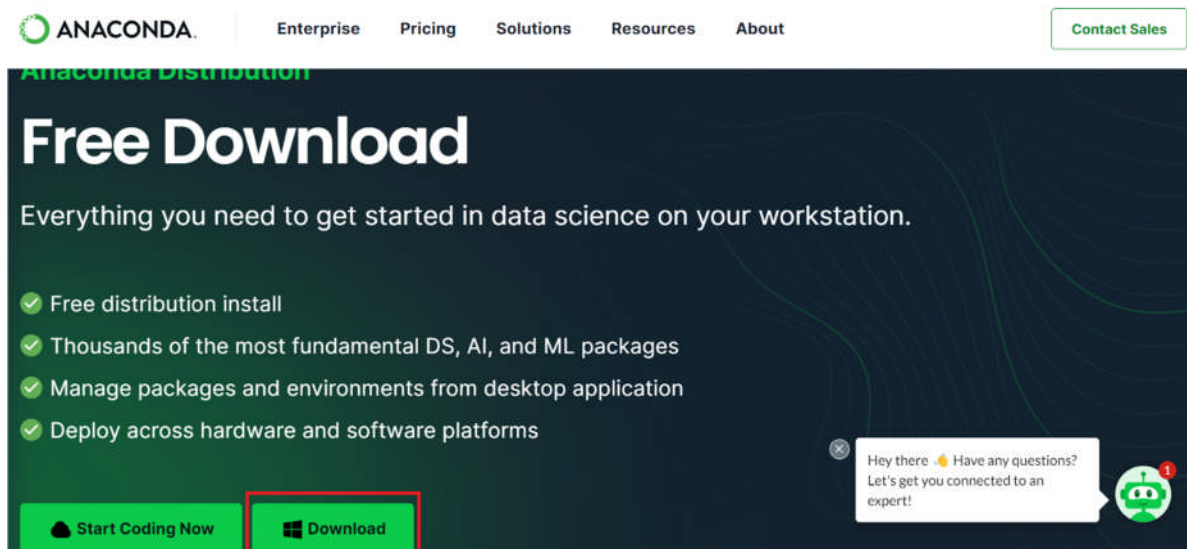 ANACONDA.
Enterprise Pricing Solutions Resources About
Contact Sales
Anaconda Distribution
Free Download
Everything you need to get started in data science on your workstation.
Free distribution install
Thousands of the most fundamental DS, AI, and ML packages
Manage packages and environments from desktop application
Deploy across hardware and software platforms
Hey there 👋 Have any questions?
Let's get you connected to an
expert!
1
Start Coding Now
Download